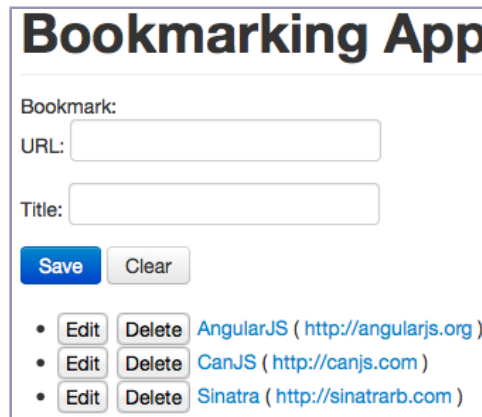 Bookmarking App
Bookmark:
URL:
Title:
Save Clear
• Edit Delete AngularJS ( http://angularjs.org )
• Edit Delete CanJS ( http://canjs.com )
• Edit Delete Sinatra ( http://sinatrarb.com )